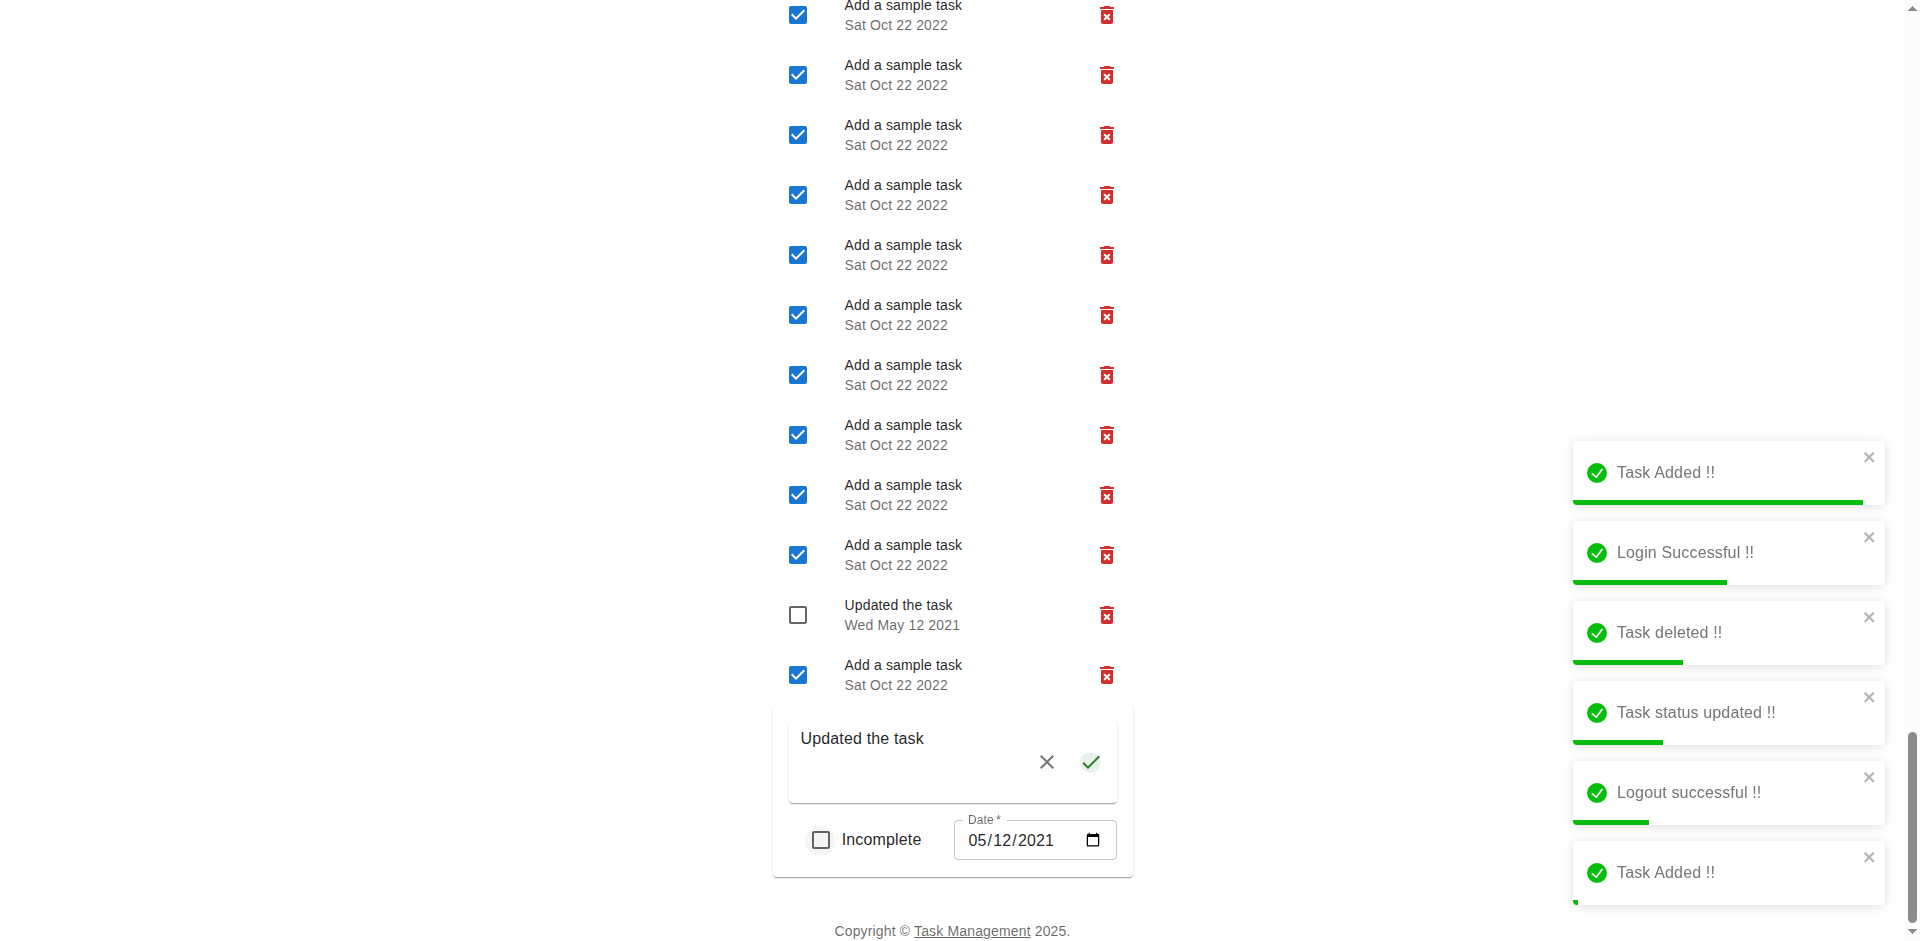 Add a sample task
Sat Oct 22 2022
Add a sample task
Sat Oct 22 2022
Add a sample task
Sat Oct 22 2022
Add a sample task
Sat Oct 22 2022
Add a sample task
Sat Oct 22 2022
Add a sample task
Sat Oct 22 2022
Add a sample task
Sat Oct 22 2022
Add a sample task
Sat Oct 22 2022
Add a sample task
Sat Oct 22 2022
Add a sample task
Sat Oct 22 2022
Updated the task
Wed May 12 2021
Add a sample task
Sat Oct 22 2022
Updated the task
Incomplete
Date *
05/12/2021
Copyright © Task Management 2025.
Task Added !!
Login Successful !!
Task deleted !!
Task status updated !!
Logout successful !!
Task Added !!